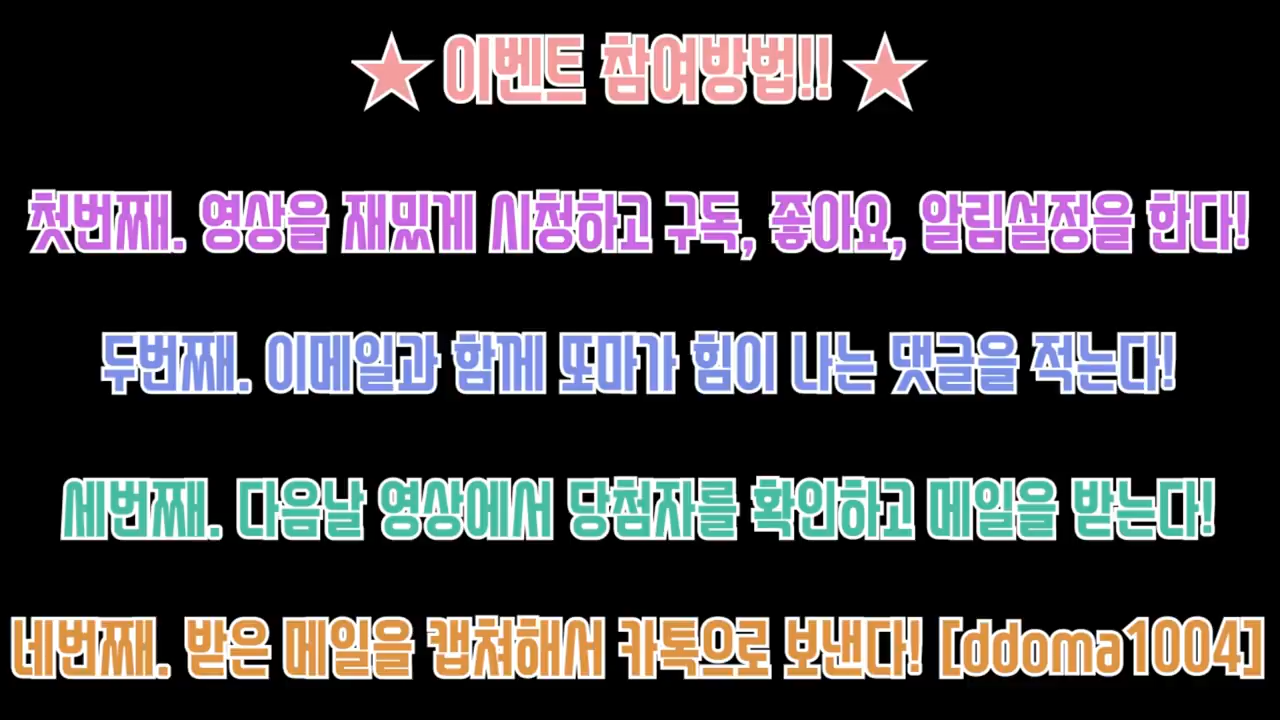 ★ 이벤트 참여방법!! ★
첫번째. 영상을 재밌게 시청하고 구독, 좋아요, 알림설정을 한다!
두번째. 이메일과 함께 또마가 힘이 나는 댓글을 적는다!
세번째. 다음날 영상에서 당첨자를 확인하고 메일을 받는다!
네번째. 받은 메일을 캡쳐해서 카톡으로 보낸다! [ddoma1004]